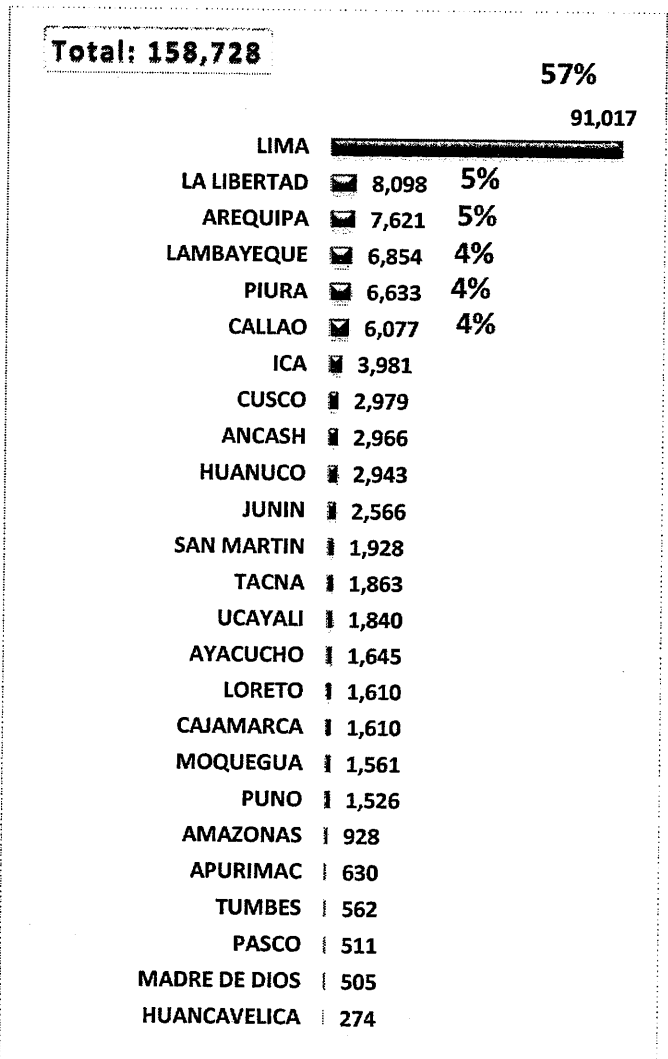 Total: 158,728
57%
91,017
LIMA
LA LIBERTAD 8,098 5%
AREQUIPA 7,621 5%
LAMBAYEQUE 6,854 4%
PIURA 6,633 4%
CALLAO 6,077 4%
ICA 3,981
CUSCO 2,979
ANCASH 2,966
HUANUCO 2,943
JUNIN 2,566
SAN MARTIN 1,928
TACNA 1,863
UCAYALI 1,840
AYACUCHO 1,645
LORETO 1,610
CAJAMARCA 1,610
MOQUEGUA 1,561
PUNO 1,526
AMAZONAS 928
APURIMAC 630
TUMBES 562
PASCO 511
MADRE DE DIOS 505
HUANCAVELICA 274